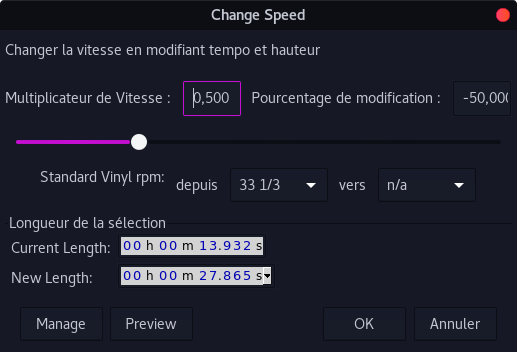 Change Speed
Changer la vitesse en modifiant tempo et hauteur
Multiplicateur de Vitesse : 0,500 Pourcentage de modification : -50,000
Standard Vinyl rpm: depuis 33 1/3 vers n/a
Longueur de la sélection
Current Length: 00 h 00 m 13.932 s
New Length: 00 h 00 m 27.865 s
Manage Preview OK Annuler